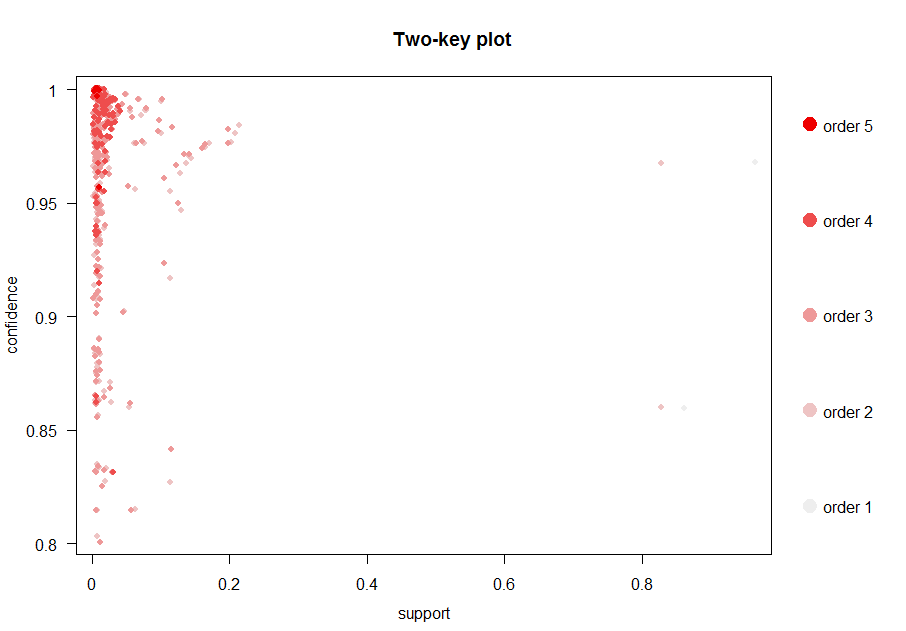 Two-key plot
1
0.95
0.9
0.85
0.8
confidence
0
0.2
0.4
0.6
0.8
support
order 5
order 4
order 3
order 2
order 1